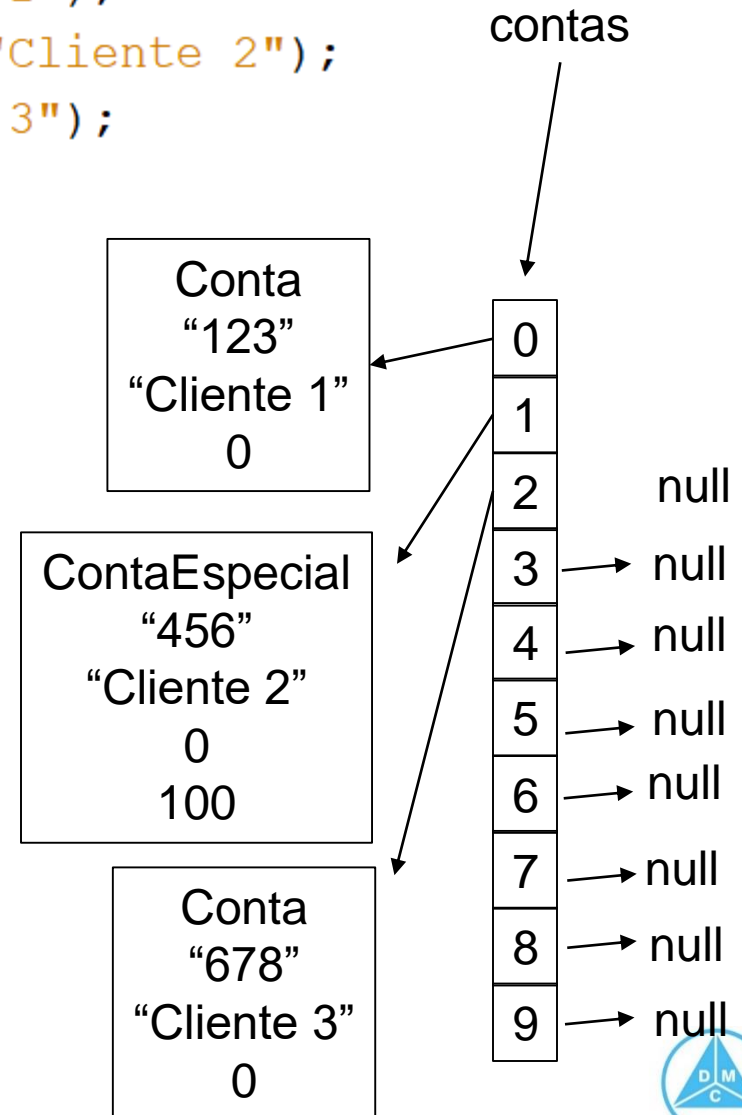 ");
"Cliente 2");
3");
contas
Conta
“123”
“Cliente 1”
0
ContaEspecial
“456”
“Cliente 2”
0
100
Conta
“678”
“Cliente 3”
0
0
1
2 null
3 null
4 null
5 null
6 null
7 null
8 null
9 null
D M
C